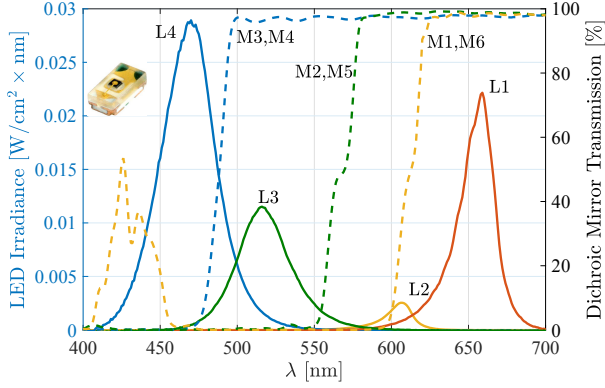 0.03
0.025
0.02
0.015
0.01
0.005
0
LED Irradiance [W/cm² × nm]
100
80
60
40
20
0
Dichroic Mirror Transmission [%]
L4
M3,M4
M1,M6
M2,M5
L1
L3
L2
400 450 500 550 600 650 700
λ [nm]